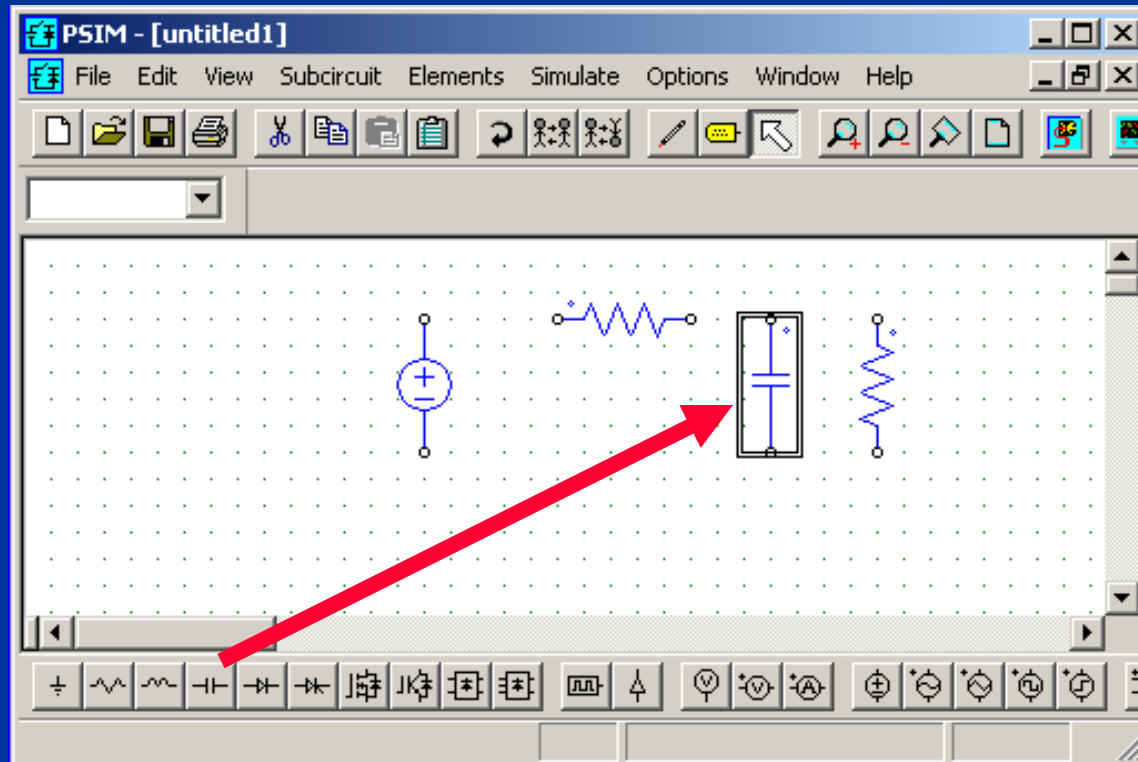 PSIM - [untitled1]
File Edit View Subcircuit Elements Simulate Options Window Help
V V A